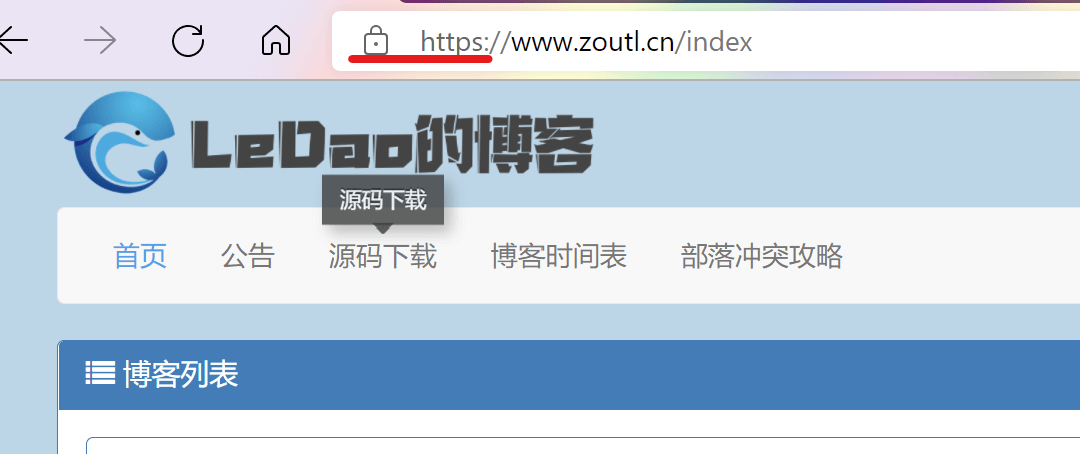 https://www.zoutl.cn/index
LeDao的博客
源码下载
首页 公告 源码下载 博客时间表 部落冲突攻略
博客列表